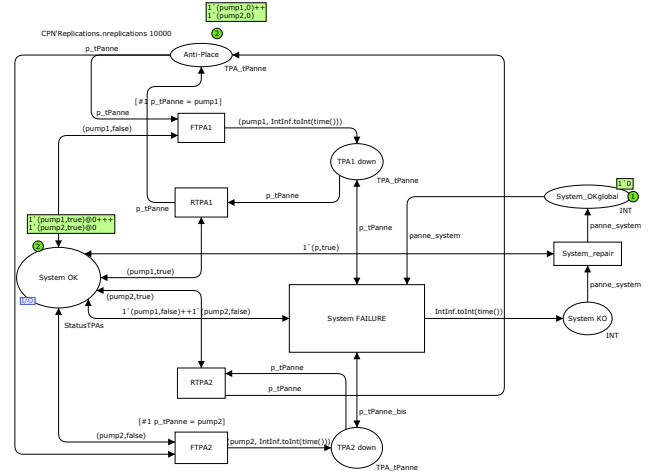 1`(pump1,0)++
1`(pump2,0)
2
CPN'Replications.nreplications 10000
p_tPanne
Anti-Place
TPA_tPanne
[#1 p_tPanne = pump1]
p_tPanne
(pump1, IntInf.toInt(time()))
FTPA1
(pump1,false)
TPA1 down
TPA_tPanne
1`0
System_OKglobal
1
INT
RTPA1
p_tPanne
p_tPanne
1`(pump1,true)@0+++
1`(pump2,true)@0
p_tPanne
panne_system
panne_system
2
1`(p,true)
System_repair
System OK
(pump1,true)
panne_system
I/O
(pump2,true)
StatusTPAs
1`(pump1,false)++1`(pump2,false)
System FAILURE
IntInf.toInt(time())
System KO
INT
p_tPanne
RTPA2
p_tPanne
p_tPanne_bis
[#1 p_tPanne = pump2]
(pump2,false)
FTPA2
(pump2, IntInf.toInt(time()))
TPA2 down
TPA_tPanne